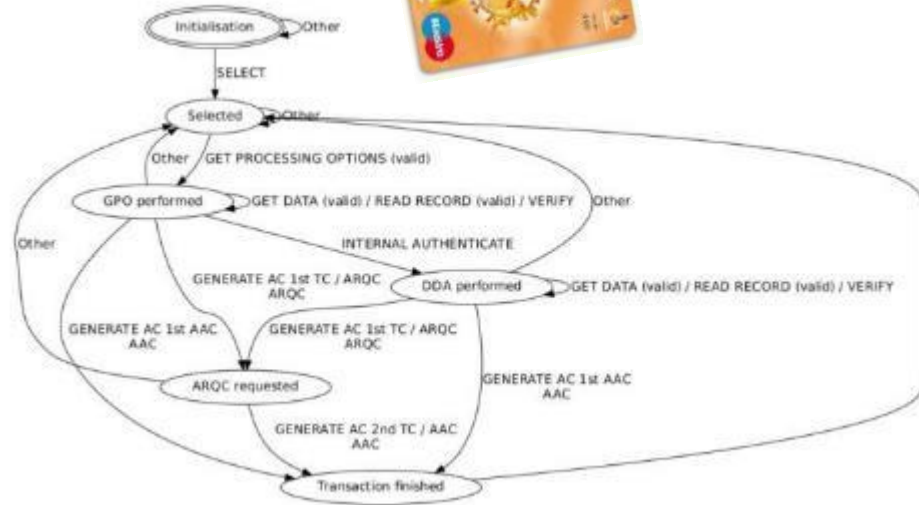 Initialisation
Other
SELECT
Selected
Other
Other
GET PROCESSING OPTIONS (valid)
GPO performed
GET DATA (valid) / READ RECORD (valid) / VERIFY
Other
Other
INTERNAL AUTHENTICATE
GENERATE AC 1st TC / ARQC
ARQC
DDA performed
GET DATA (valid) / READ RECORD (valid) / VERIFY
GENERATE AC 1st AAC
AAC
GENERATE AC 1st TC / ARQC
ARQC
ARQC requested
GENERATE AC 1st AAC
AAC
GENERATE AC 2nd TC / AAC
AAC
Transaction finished